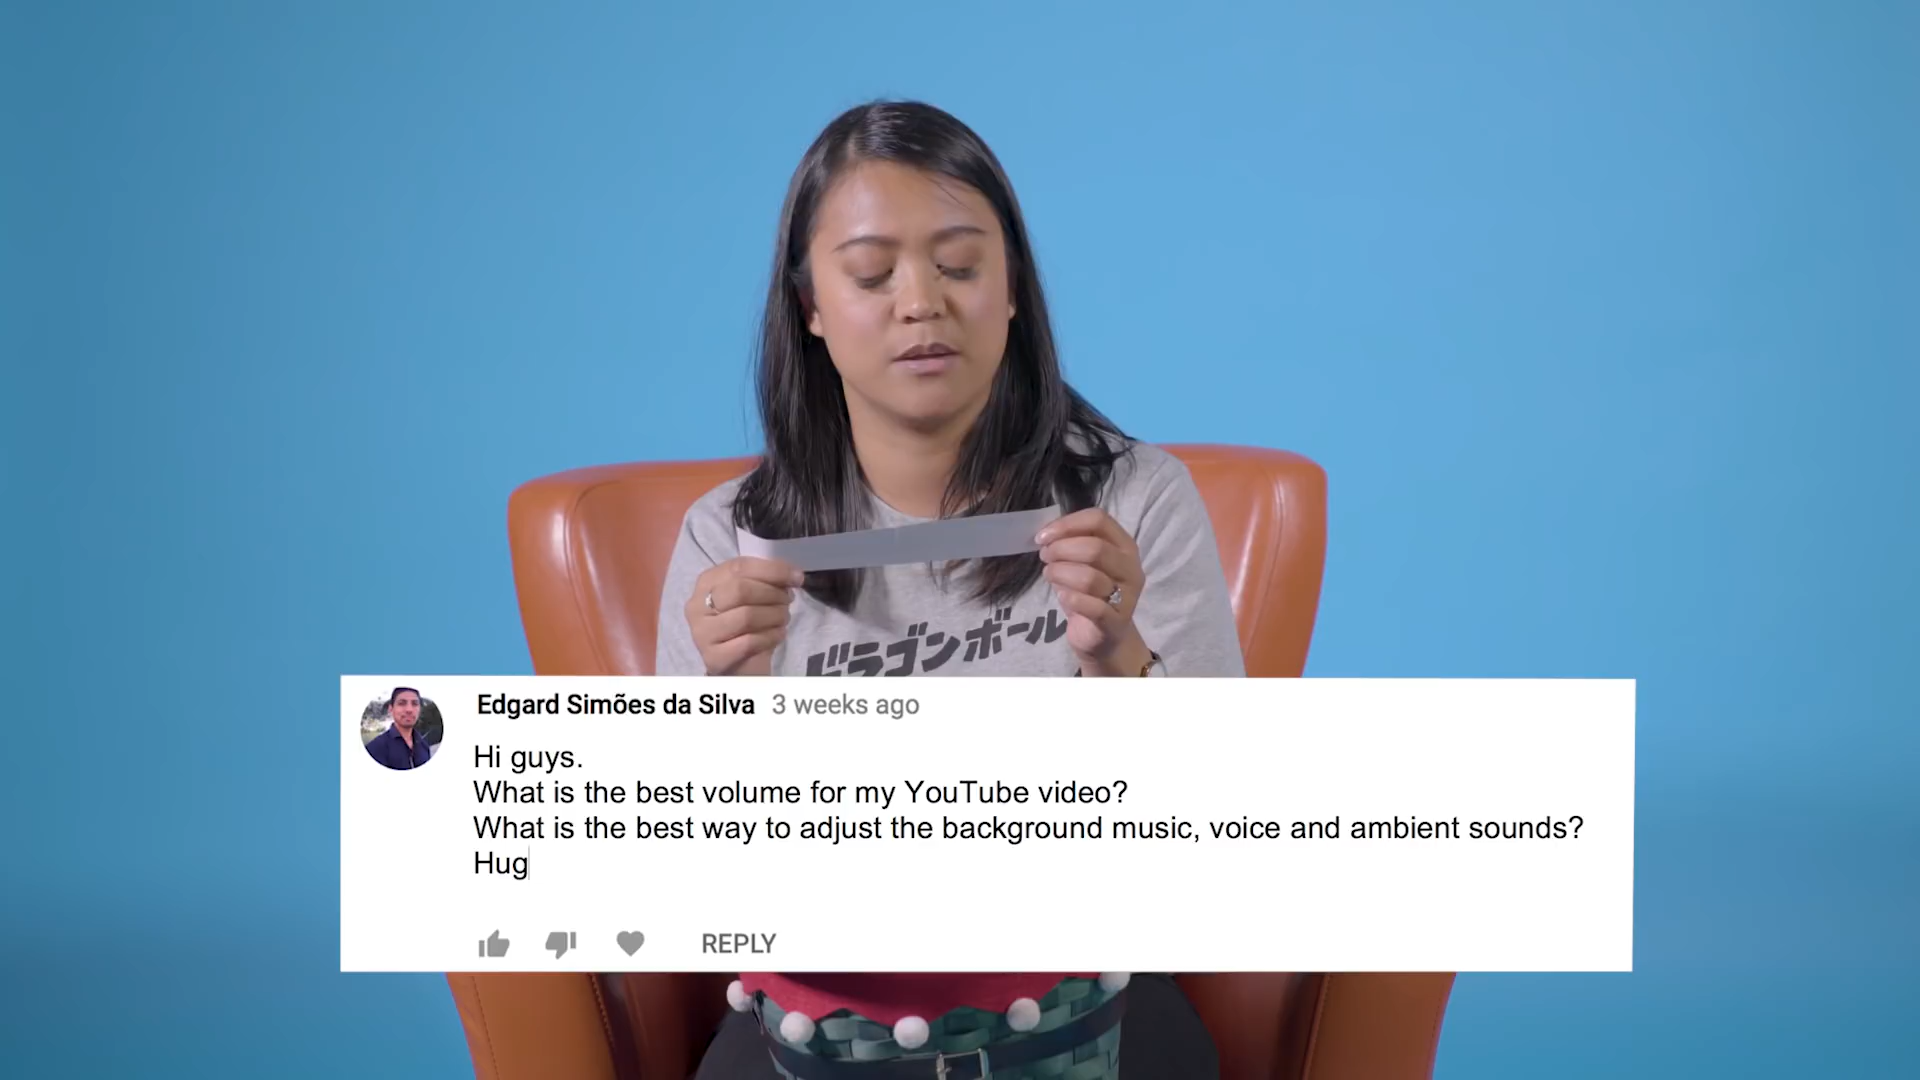 ドラゴンボール
Edgard Simões da Silva 3 weeks ago
Hi guys.
What is the best volume for my YouTube video?
What is the best way to adjust the background music, voice and ambient sounds?
Hug
REPLY